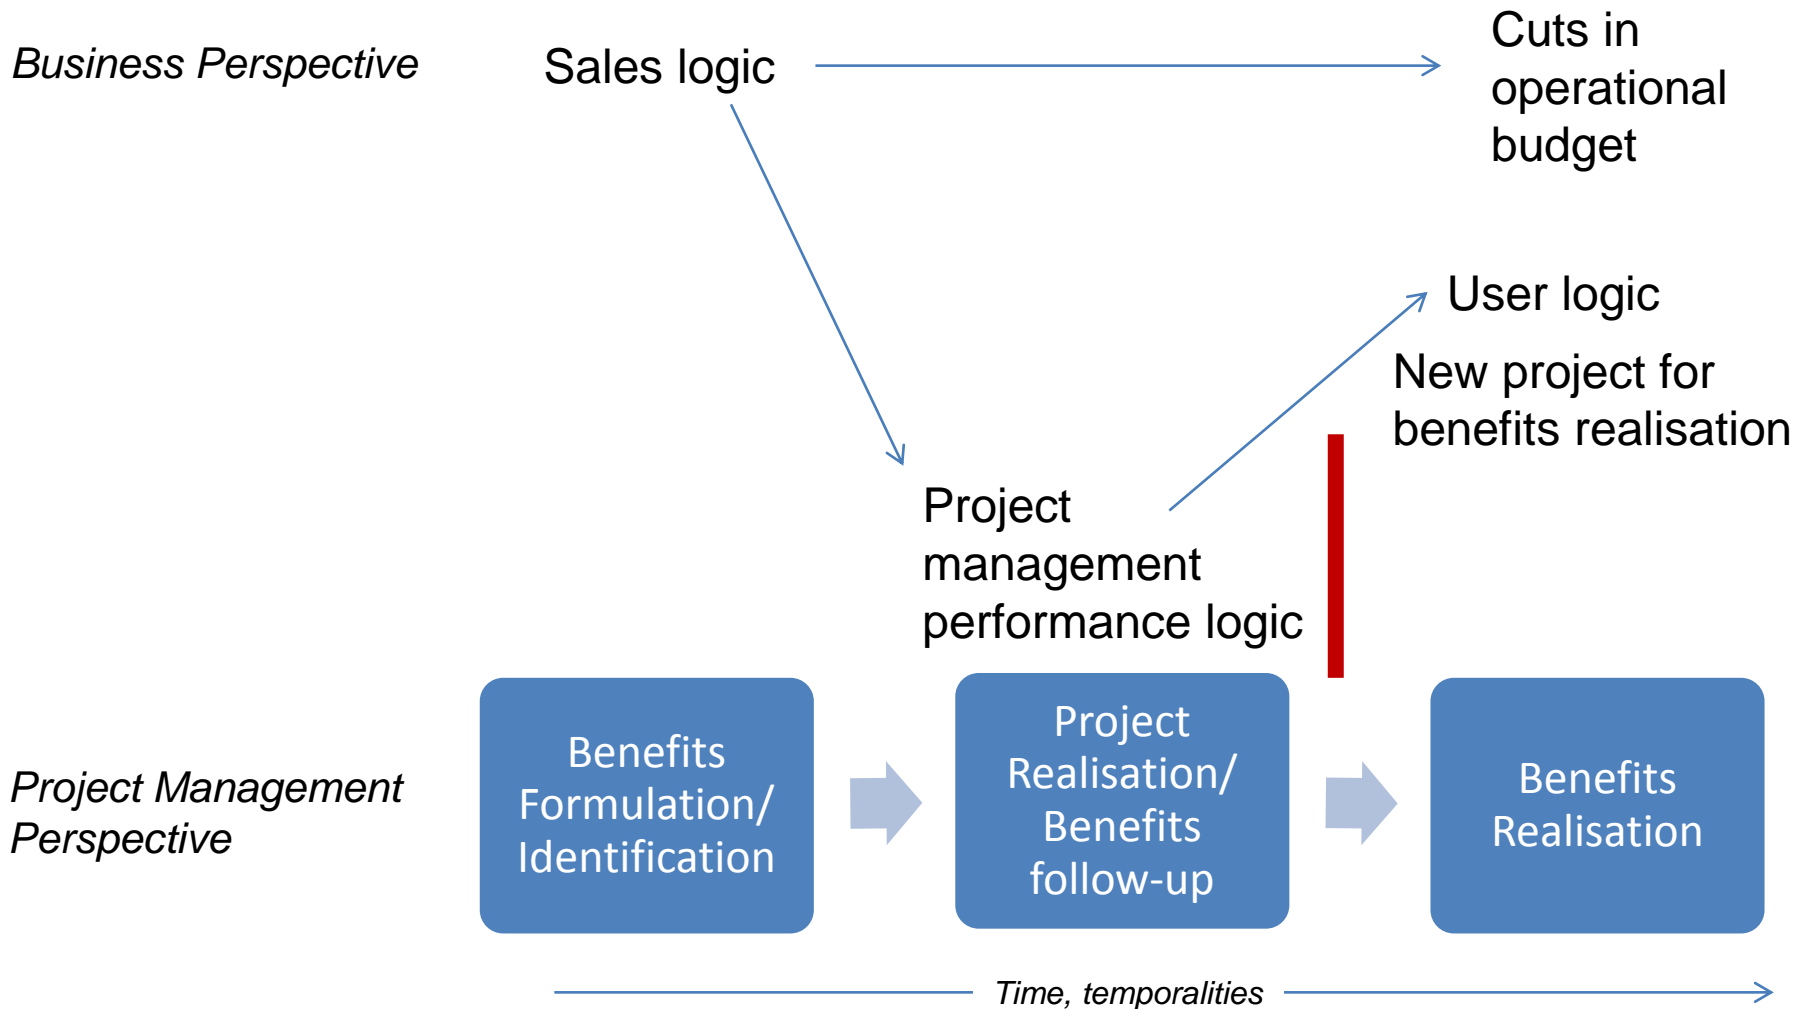 Business Perspective
Sales logic
Cuts in
operational
budget
User logic
New project for
benefits realisation
Project
management
performance logic
Project Management
Perspective
Benefits
Formulation/
Identification
Project
Realisation/
Benefits
follow-up
Benefits
Realisation
Time, temporalities